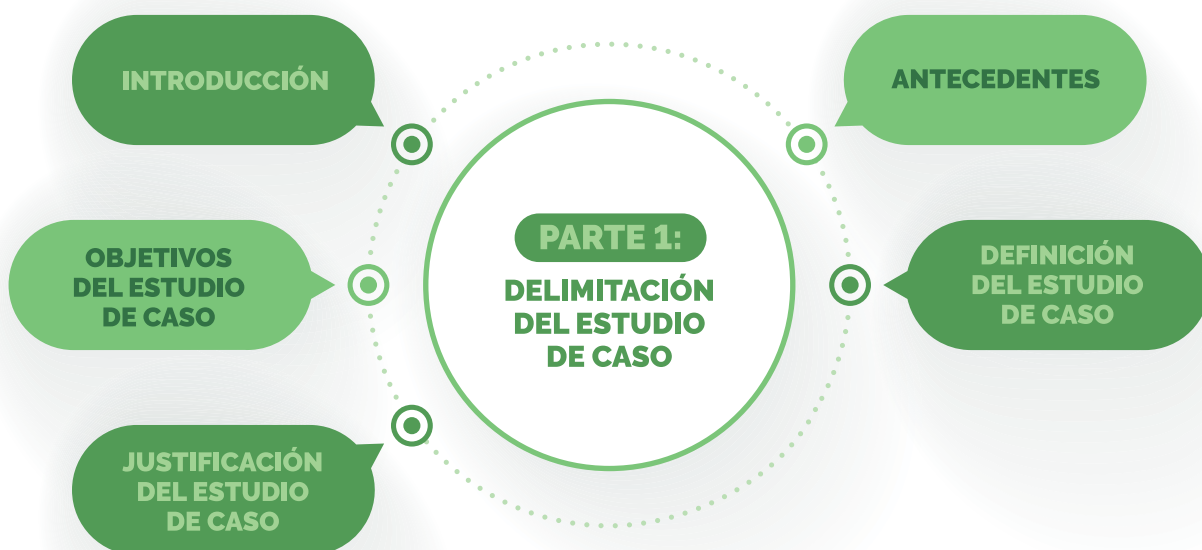 INTRODUCCIÓN
ANTECEDENTES
OBJETIVOS
DEL ESTUDIO
DE CASO
PARTE 1:
DELIMITACIÓN
DEL ESTUDIO
DE CASO
DEFINICIÓN
DEL ESTUDIO
DE CASO
JUSTIFICACIÓN
DEL ESTUDIO
DE CASO